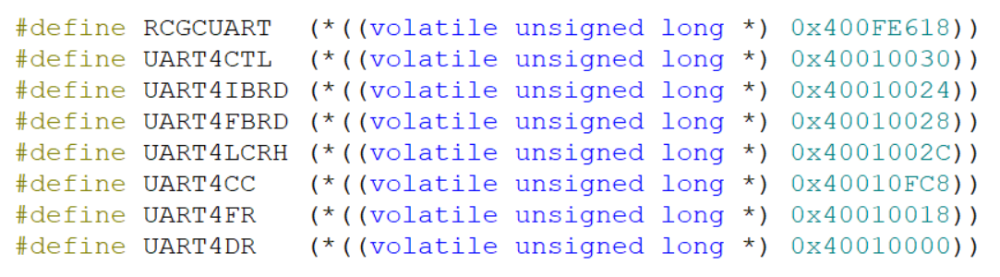 #define RCGCUART (*((volatile unsigned long *) 0x400FE618))
#define UART4CTL (*((volatile unsigned long *) 0x40010030))
#define UART4IBRD (*((volatile unsigned long *) 0x40010024))
#define UART4FBRD (*((volatile unsigned long *) 0x40010028))
#define UART4LCRH (*((volatile unsigned long *) 0x4001002C))
#define UART4CC (*((volatile unsigned long *) 0x40010FC8))
#define UART4FR (*((volatile unsigned long *) 0x40010018))
#define UART4DR (*((volatile unsigned long *) 0x40010000))